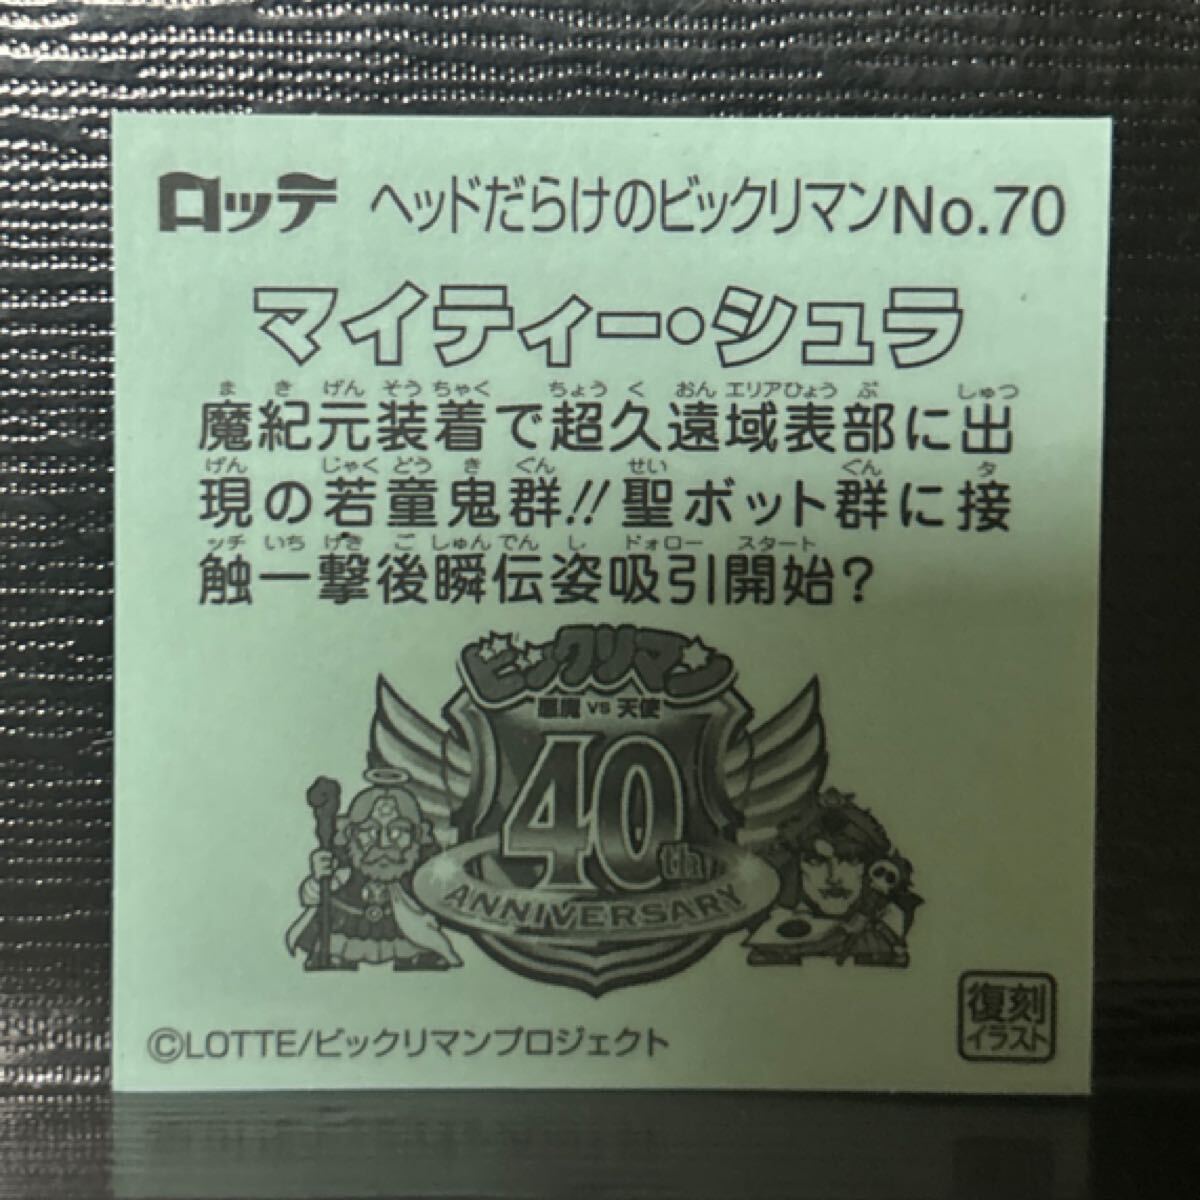 ロッテ ヘッドだらけのビックリマンNo.70
マイティー・シュラ
ま き げん そう ちゃく ちょう く おん エリア ひょう ぶ しゅつ
魔紀元装着で超久遠域表部に出
げん じゃく どう き ぐん せい ぐん タ
現の若童鬼群!!聖ボット群に接
ッチ いち げき ご しゅん でん し ドォロー スタート
触一撃後瞬伝姿吸引開始?
ビックリマン
悪魔 VS 天使
40th
ANNIVERSARY
復刻
イラスト
©LOTTE/ビックリマンプロジェクト